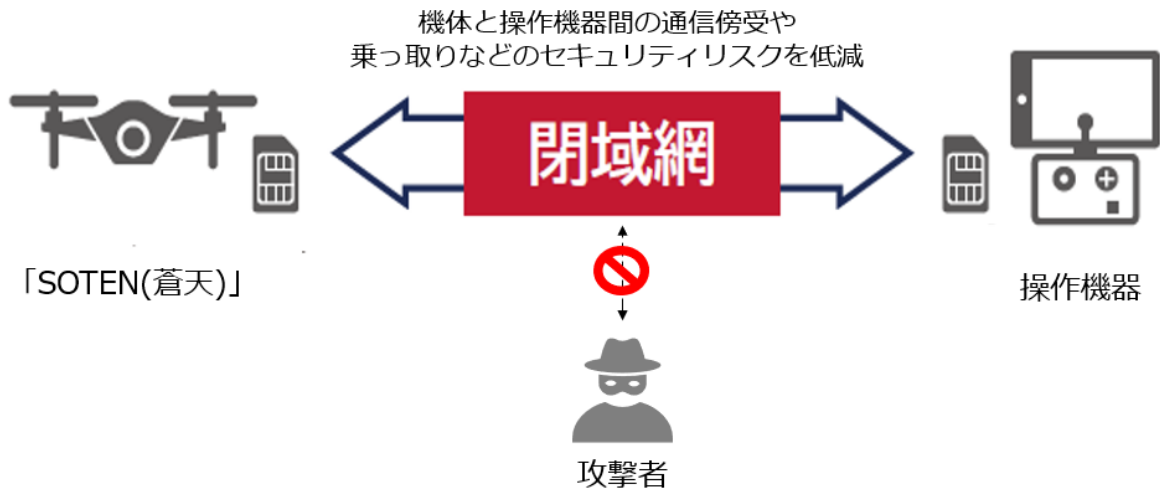 機体と操作機器間の通信傍受や
乗っ取りなどのセキュリティリスクを低減
閉域網
「SOTEN(蒼天)」
操作機器
攻撃者